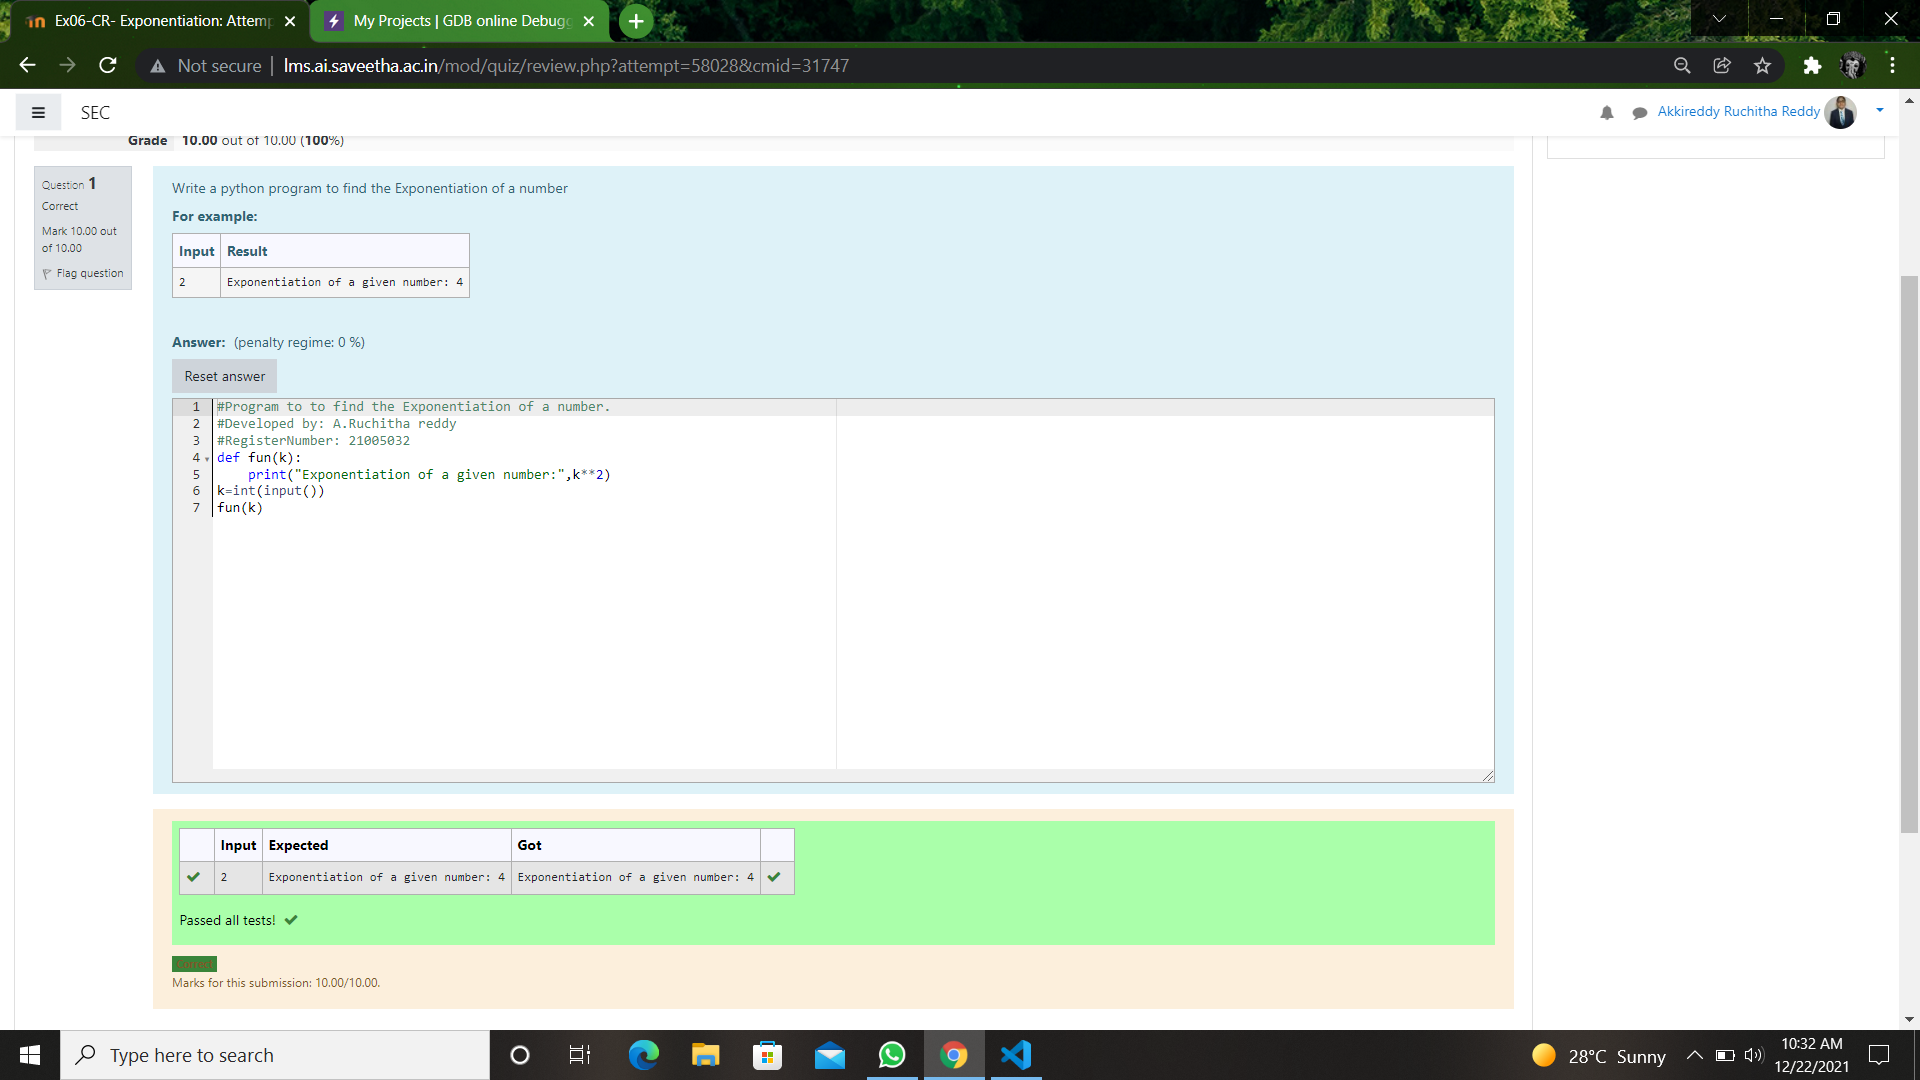 Ex06-CR- Exponentiation: Attemp
My Projects | GDB online Debugg
Not secure | lms.ai.saveetha.ac.in/mod/quiz/review.php?attempt=58028&cmid=31747
SEC
Akkireddy Ruchitha Reddy
Grade 10.00 out of 10.00 (100%)
Question 1
Correct
Mark 10.00 out
of 10.00
Flag question
Write a python program to find the Exponentiation of a number
For example:
Input Result
2 Exponentiation of a given number: 4
Answer: (penalty regime: 0 %)
Reset answer
1 #Program to to find the Exponentiation of a number.
2 #Developed by: A.Ruchitha reddy
3 #RegisterNumber: 21005032
4 def fun(k):
5     print("Exponentiation of a given number:",k**2)
6 k=int(input())
7 fun(k)
Input Expected Got
2 Exponentiation of a given number: 4 Exponentiation of a given number: 4
Passed all tests!
Correct
Marks for this submission: 10.00/10.00.
Type here to search
28°C Sunny
10:32 AM
12/22/2021